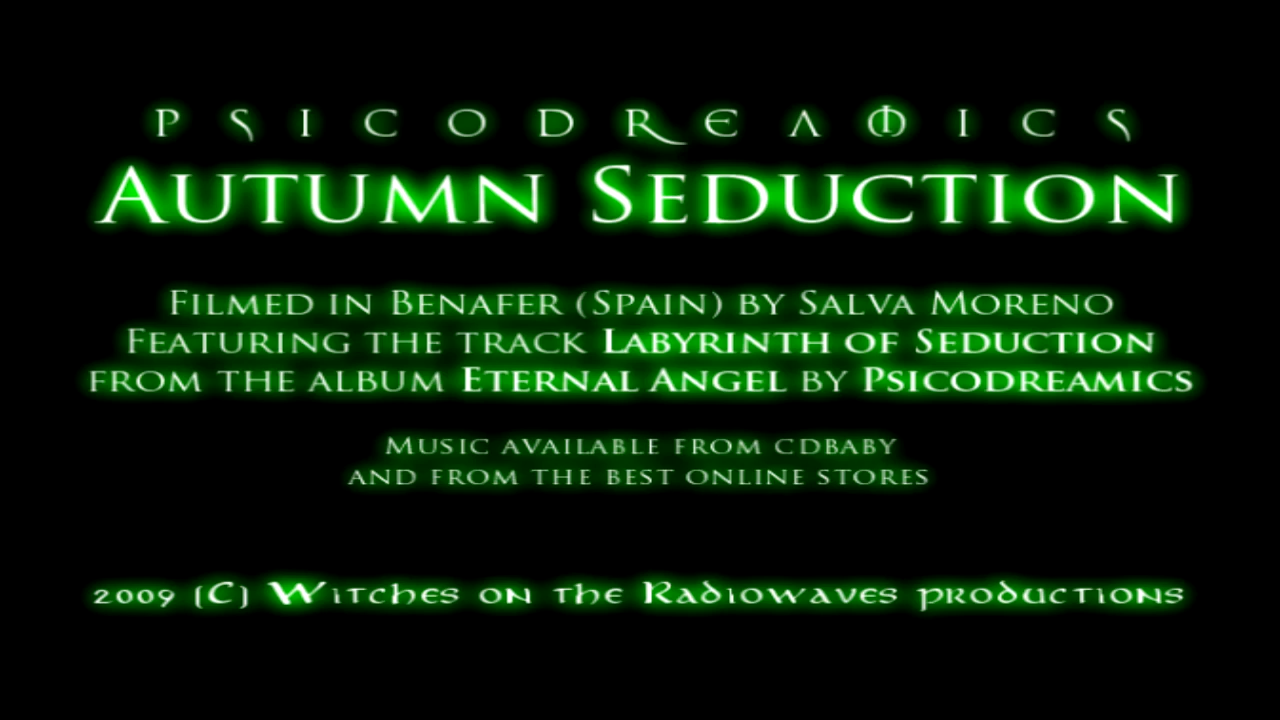 PSICODREAMICS
AUTUMN SEDUCTION
FILMED IN BENAFER (SPAIN) BY SALVA MORENO
FEATURING THE TRACK LABYRINTH OF SEDUCTION
FROM THE ALBUM ETERNAL ANGEL BY PSICODREAMICS
MUSIC AVAILABLE FROM CDBABY
AND FROM THE BEST ONLINE STORES
2009 (C) Witches on the Radiowaves productions